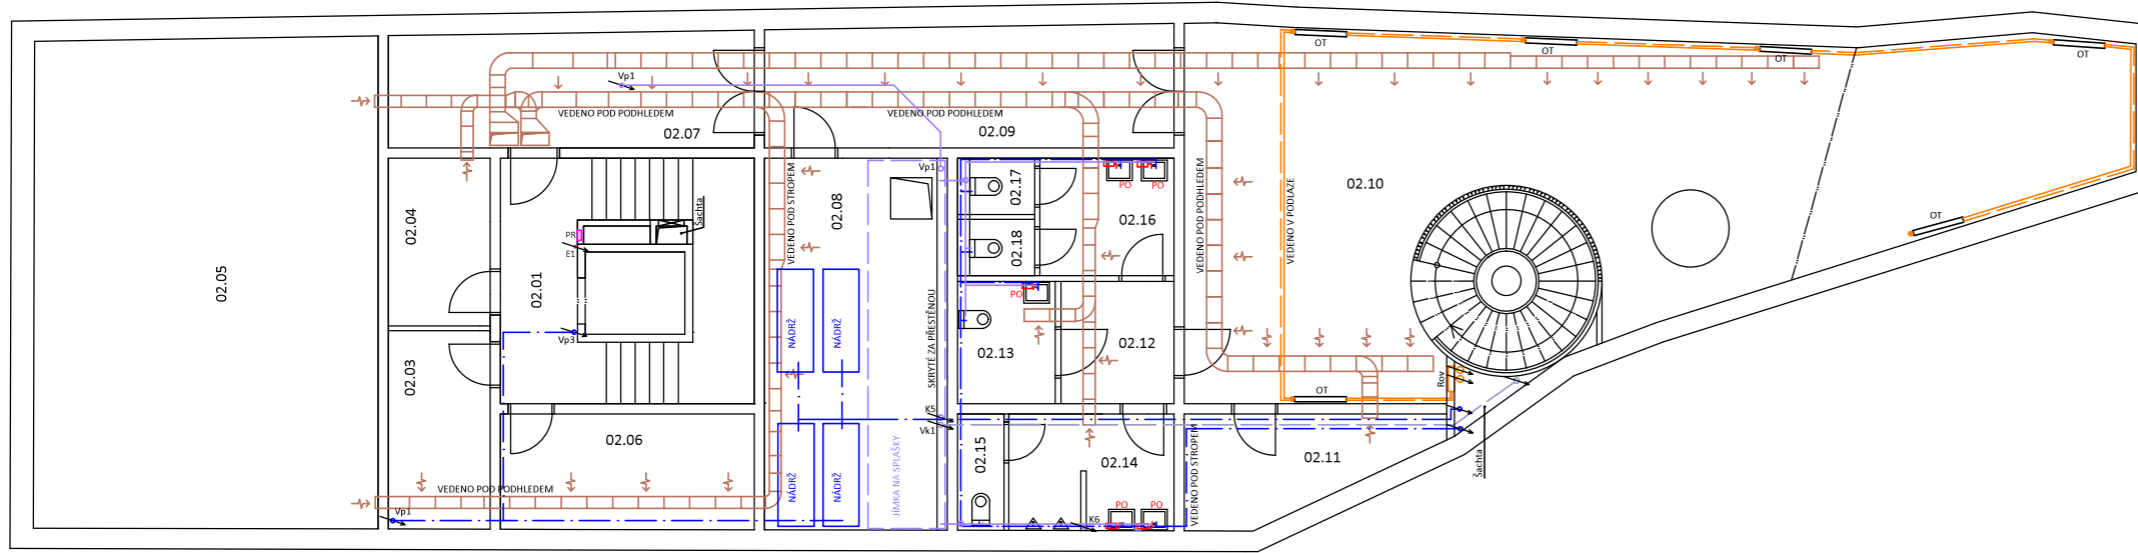 OT
OT
OT
OT
Vp1
VEDENO POD PODHLEDEM
02.07
VEDENO POD PODHLEDEM
02.09
02.05
02.04
02.03
02.01
PR
E1
Šachta
Vp3
VEDENO POD STROPEM
02.08
Vp1
02.17
02.18
PO
PO
02.16
VEDENO POD PODHLEDEM
VEDENO V PODLAZE
02.10
OT
NÁDRŽ
NÁDRŽ
SKRYTÉ ZA PŘESTĚNOU
PO
02.13
02.12
OT
Rov
K5
Vk1
02.06
VEDENO POD PODHLEDEM
Vp1
NÁDRŽ
NÁDRŽ
JÍMKA NA SPLAŠKY
02.15
02.14
VEDENO POD STROPEM
02.11
Šachta
PO
PO
K6